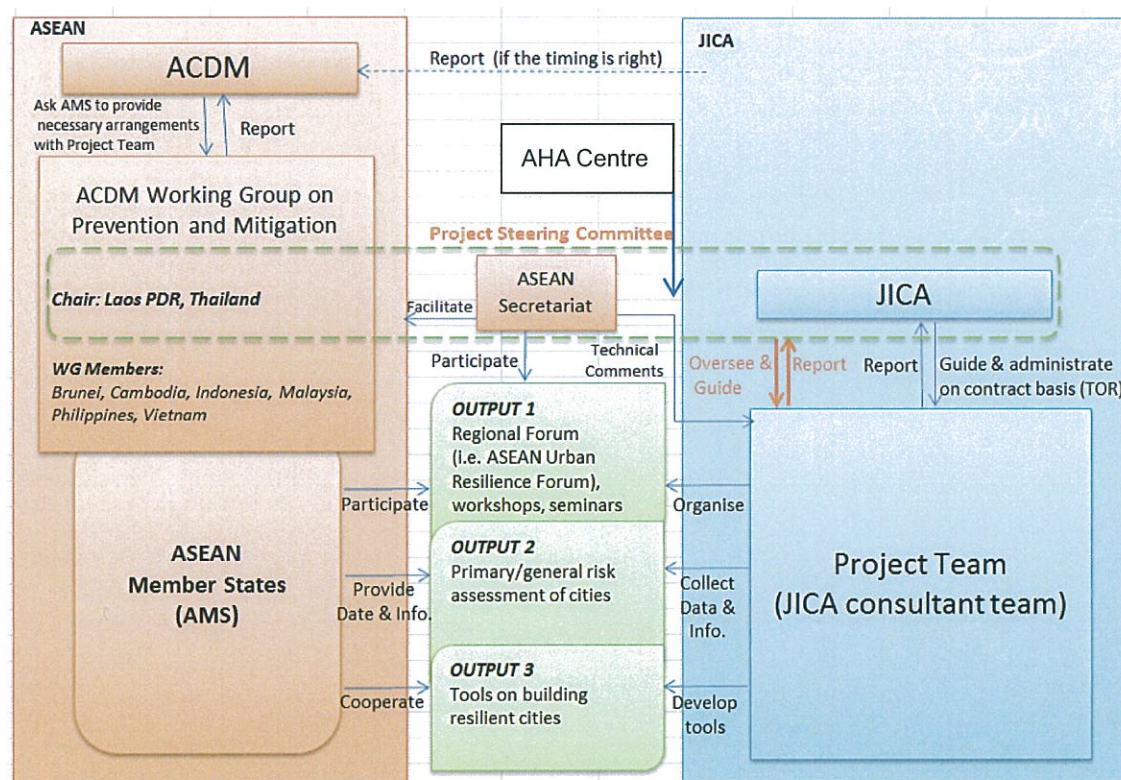 ASEAN
JICA
ACDM
Report (if the timing is right)
Ask AMS to provide
necessary arrangements
with Project Team
Report
AHA Centre
ACDM Working Group on
Prevention and Mitigation
Project Steering Committee
Chair: Laos PDR, Thailand
ASEAN
Secretariat
JICA
Facilitate
Participate
Technical
Comments
Oversee &
Guide
Report
Report
Guide & administrate
on contract basis (TOR)
WG Members:
Brunei, Cambodia, Indonesia, Malaysia,
Philippines, Vietnam
OUTPUT 1
Regional Forum
(i.e. ASEAN Urban
Resilience Forum),
workshops, seminars
Participate
Organise
ASEAN
Member States
(AMS)
OUTPUT 2
Primary/general risk
assessment of cities
Provide
Date & Info.
Collect
Data &
Info.
Project Team
(JICA consultant team)
OUTPUT 3
Tools on building
resilient cities
Cooperate
Develop
tools